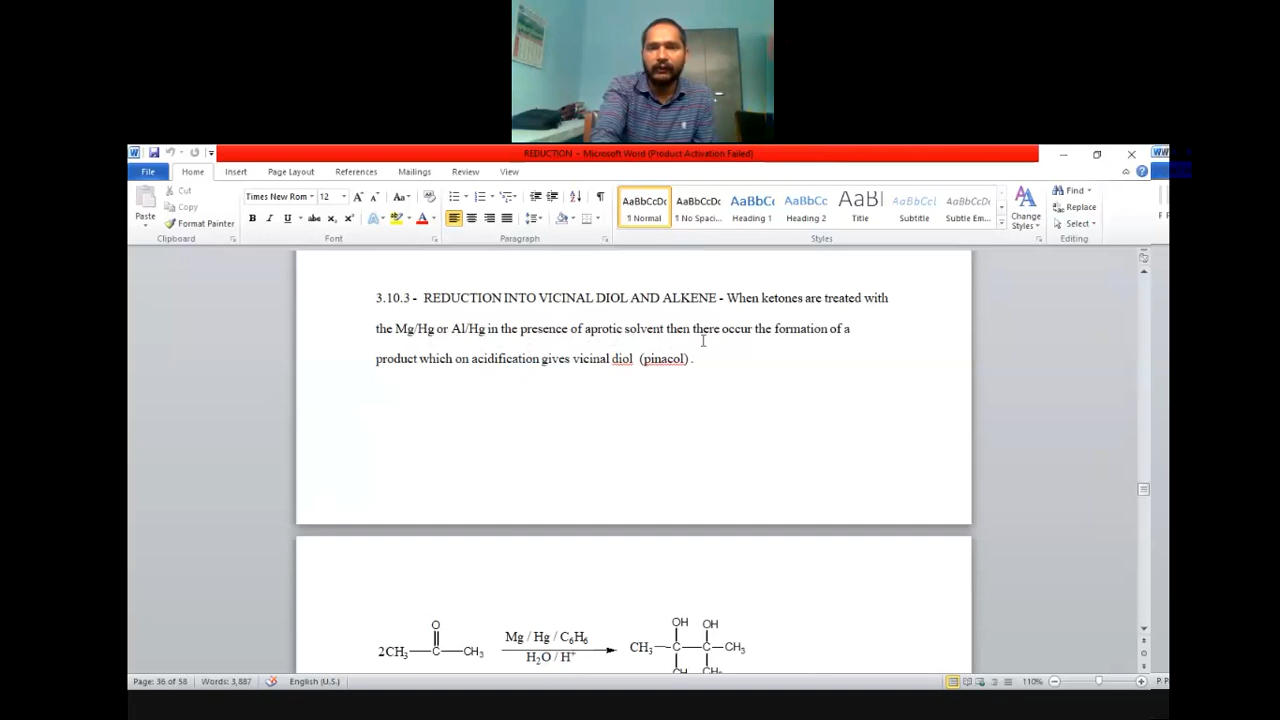 REDUCTION - Microsoft Word (Product Activation Failed)
File Home Insert Page Layout References Mailings Review View
Cut
Copy
Paste
Format Painter
Clipboard
Times New Rom 12
Font
Paragraph
AaBbCcDc AaBbCcDc AaBbCc AaBbCc AaBl AaBbCcl AaBbCcDc
¶ Normal ¶ No Spaci... Heading 1 Heading 2 Title Subtitle Subtle Em...
Styles
Change Styles
Find
Replace
Select
Editing
3.10.3 - REDUCTION INTO VICINAL DIOL AND ALKENE - When ketones are treated with
the Mg/Hg or Al/Hg in the presence of aprotic solvent then there occur the formation of a
product which on acidification gives vicinal diol (pinacol) .
O
2CH3 C CH3
Mg / Hg / C6H6
H2O / H+
OH OH
CH3 C C CH3
Page: 36 of 58 Words: 3,887 English (U.S.) 110%